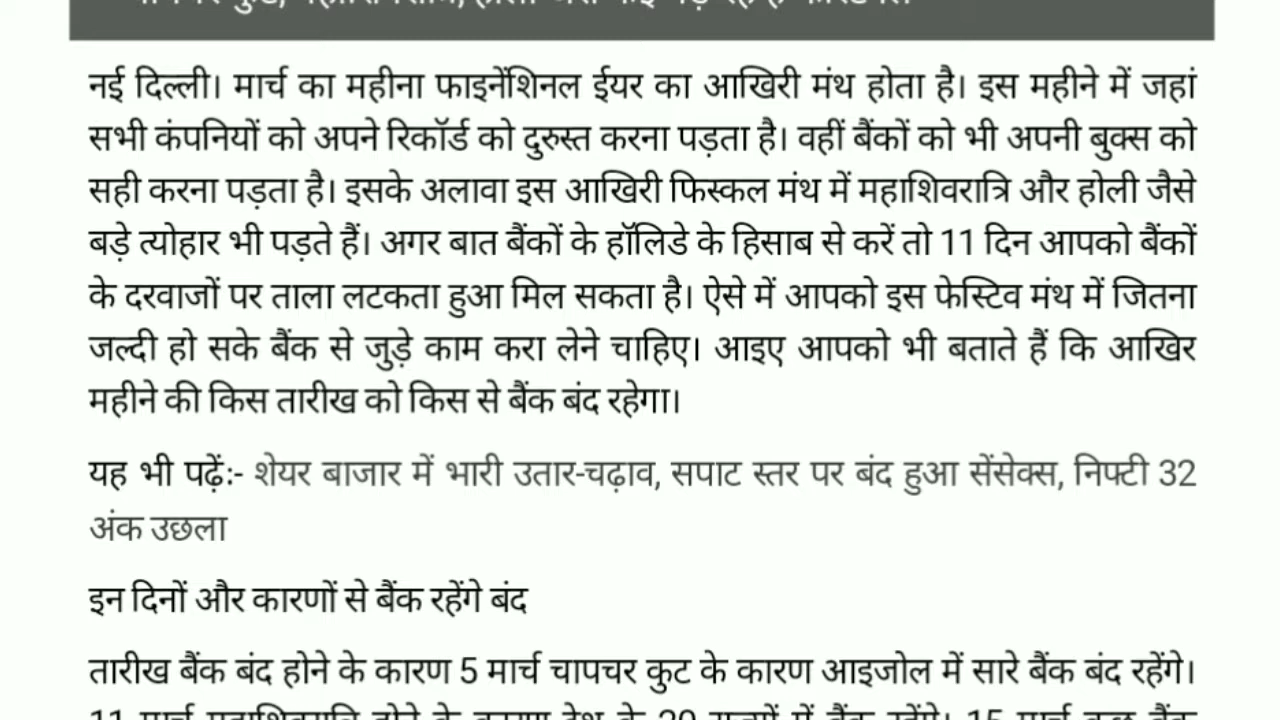 नई दिल्ली। मार्च का महीना फाइनेंशिनल ईयर का आखिरी मंथ होता है। इस महीने में जहां
सभी कंपनियों को अपने रिकॉर्ड को दुरुस्त करना पड़ता है। वहीं बैंकों को भी अपनी बुक्स को
सही करना पड़ता है। इसके अलावा इस आखिरी फिस्कल मंथ में महाशिवरात्रि और होली जैसे
बड़े त्योहार भी पड़ते हैं। अगर बात बैंकों के हॉलिडे के हिसाब से करें तो 11 दिन आपको बैंकों
के दरवाजों पर ताला लटकता हुआ मिल सकता है। ऐसे में आपको इस फेस्टिव मंथ में जितना
जल्दी हो सके बैंक से जुड़े काम करा लेने चाहिए। आइए आपको भी बताते हैं कि आखिर
महीने की किस तारीख को किस से बैंक बंद रहेगा।
यह भी पढ़ेंः- शेयर बाजार में भारी उतार-चढ़ाव, सपाट स्तर पर बंद हुआ सेंसेक्स, निफ्टी 32
अंक उछला
इन दिनों और कारणों से बैंक रहेंगे बंद
तारीख बैंक बंद होने के कारण 5 मार्च चापचर कुट के कारण आइजोल में सारे बैंक बंद रहेंगे।